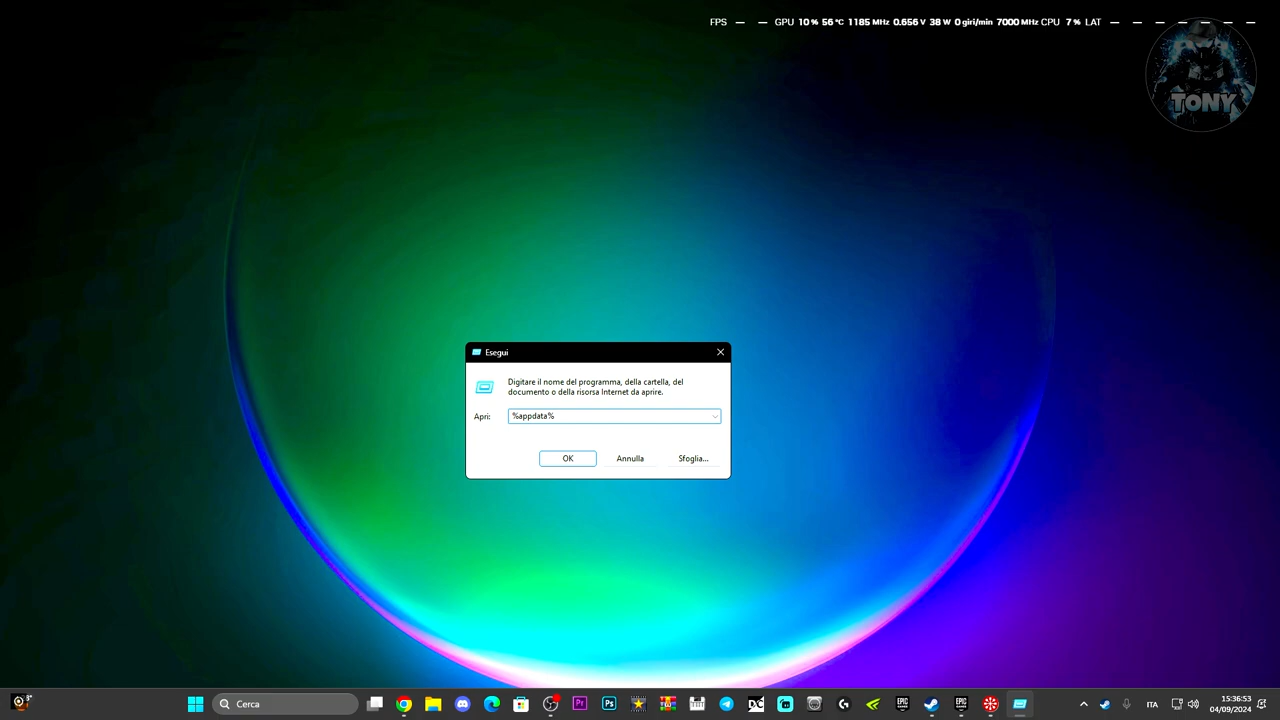 FPS — — GPU 10 % 56 °C 1185 MHz 0.656 V 38 W 0 giri/min 7000 MHz CPU 7 % LAT — — — — — — —
TONY
Esegui
Digitare il nome del programma, della cartella, del
documento o della risorsa Internet da aprire.
Apri: %appdata%
OK Annulla Sfoglia...
Cerca
ITA
15:36:53
04/09/2024